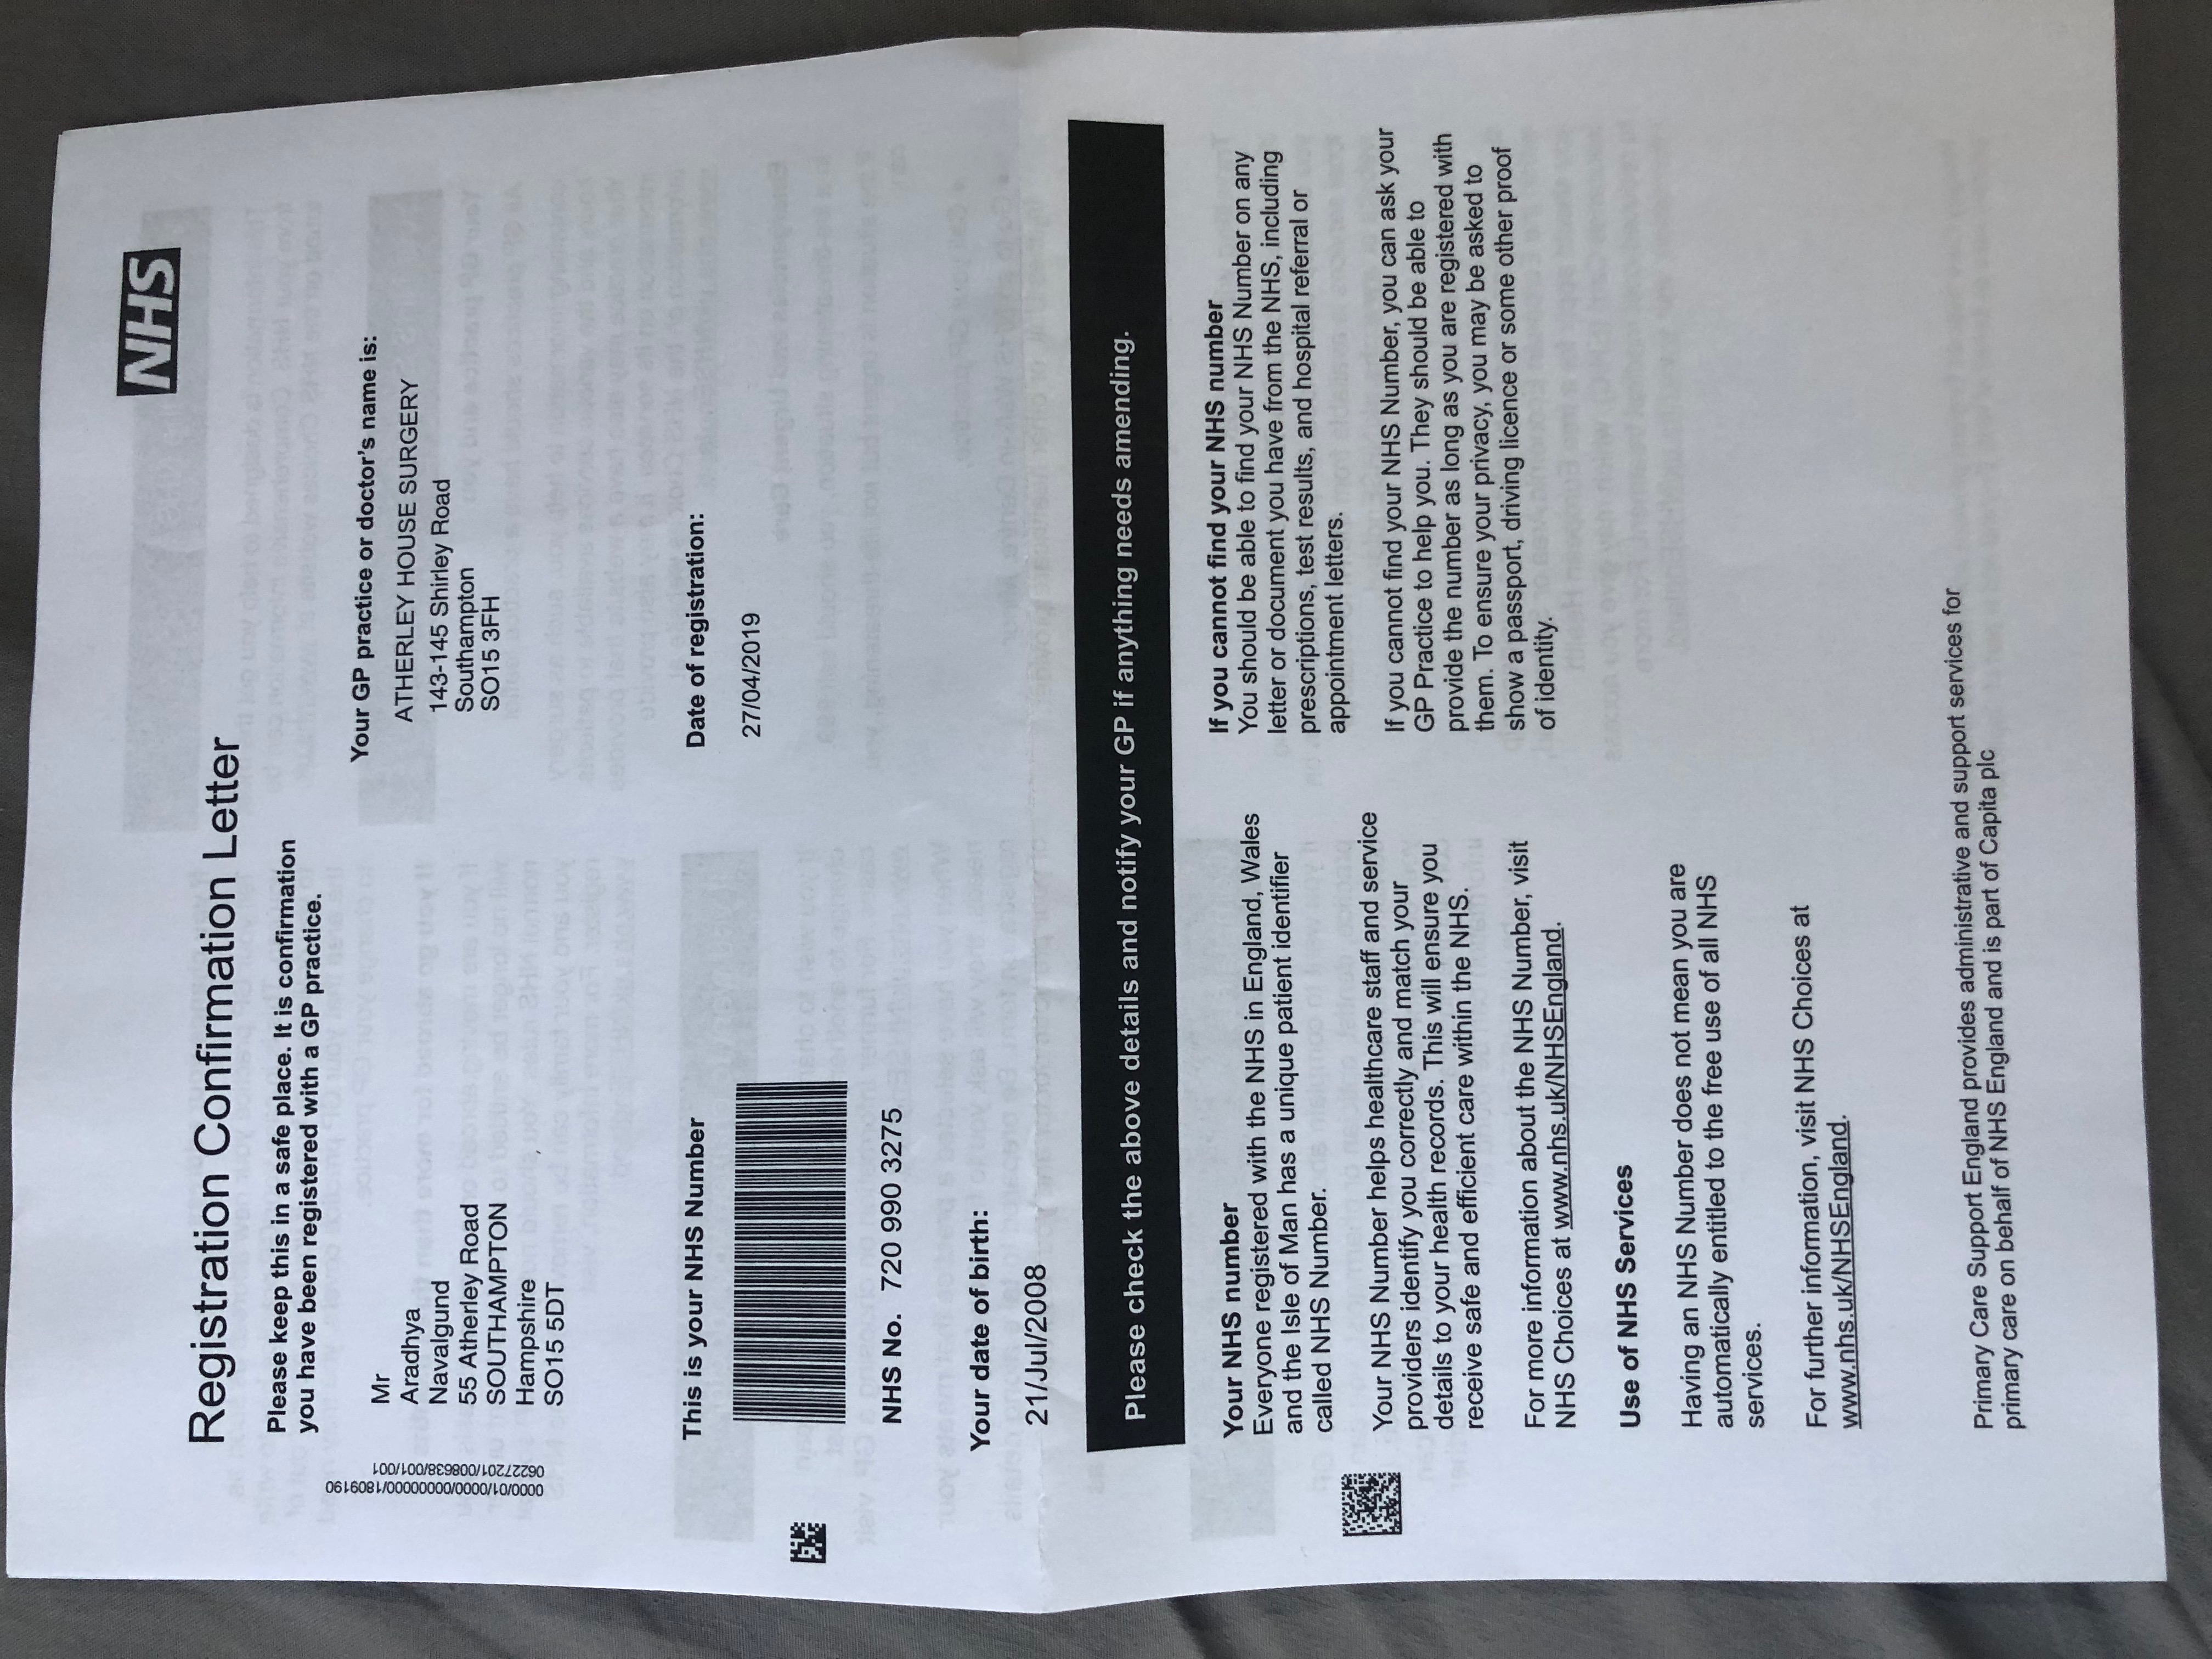 NHS
Registration Confirmation Letter
Please keep this in a safe place. It is confirmation
you have been registered with a GP practice.
0000/01/000/0000000000/1809190
06227201/008638/001/001
Mr
Aradhya
Navalgund
55 Atherley Road
SOUTHAMPTON
Hampshire
SO15 5DT
Your GP practice or doctor's name is:
ATHERLEY HOUSE SURGERY
143-145 Shirley Road
Southampton
SO15 3FH
This is your NHS Number
NHS No. 720 990 3275
Date of registration:
27/04/2019
Your date of birth:
21/Jul/2008
Please check the above details and notify your GP if anything needs amending.
Your NHS number
Everyone registered with the NHS in England, Wales
and the Isle of Man has a unique patient identifier
called NHS Number.
Your NHS Number helps healthcare staff and service
providers identify you correctly and match your
details to your health records. This will ensure you
receive safe and efficient care within the NHS.
For more information about the NHS Number, visit
NHS Choices at www.nhs.uk/NHSEngland.
Use of NHS Services
Having an NHS Number does not mean you are
automatically entitled to the free use of all NHS
services.
For further information, visit NHS Choices at
www.nhs.uk/NHSEngland.
If you cannot find your NHS number
You should be able to find your NHS Number on any
letter or document you have from the NHS, including
prescriptions, test results, and hospital referral or
appointment letters.
If you cannot find your NHS Number, you can ask your
GP Practice to help you. They should be able to
provide the number as long as you are registered with
them. To ensure your privacy, you may be asked to
show a passport, driving licence or some other proof
of identity.
Primary Care Support England provides administrative and support services for
primary care on behalf of NHS England and is part of Capita plc